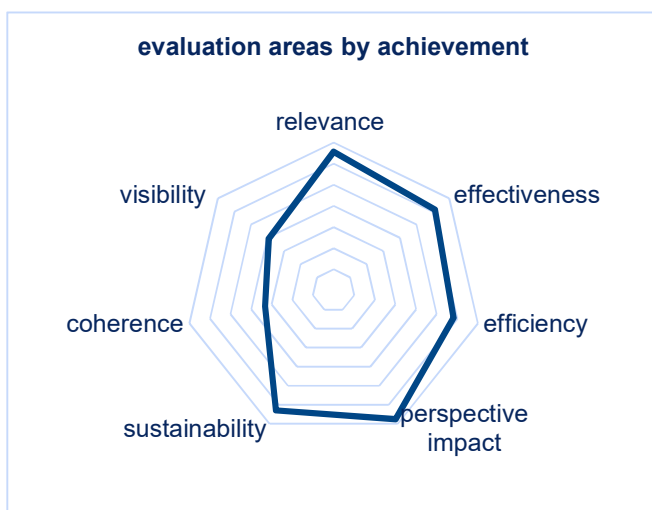 evaluation areas by achievement
relevance
visibility
effectiveness
coherence
efficiency
sustainability
perspective
impact